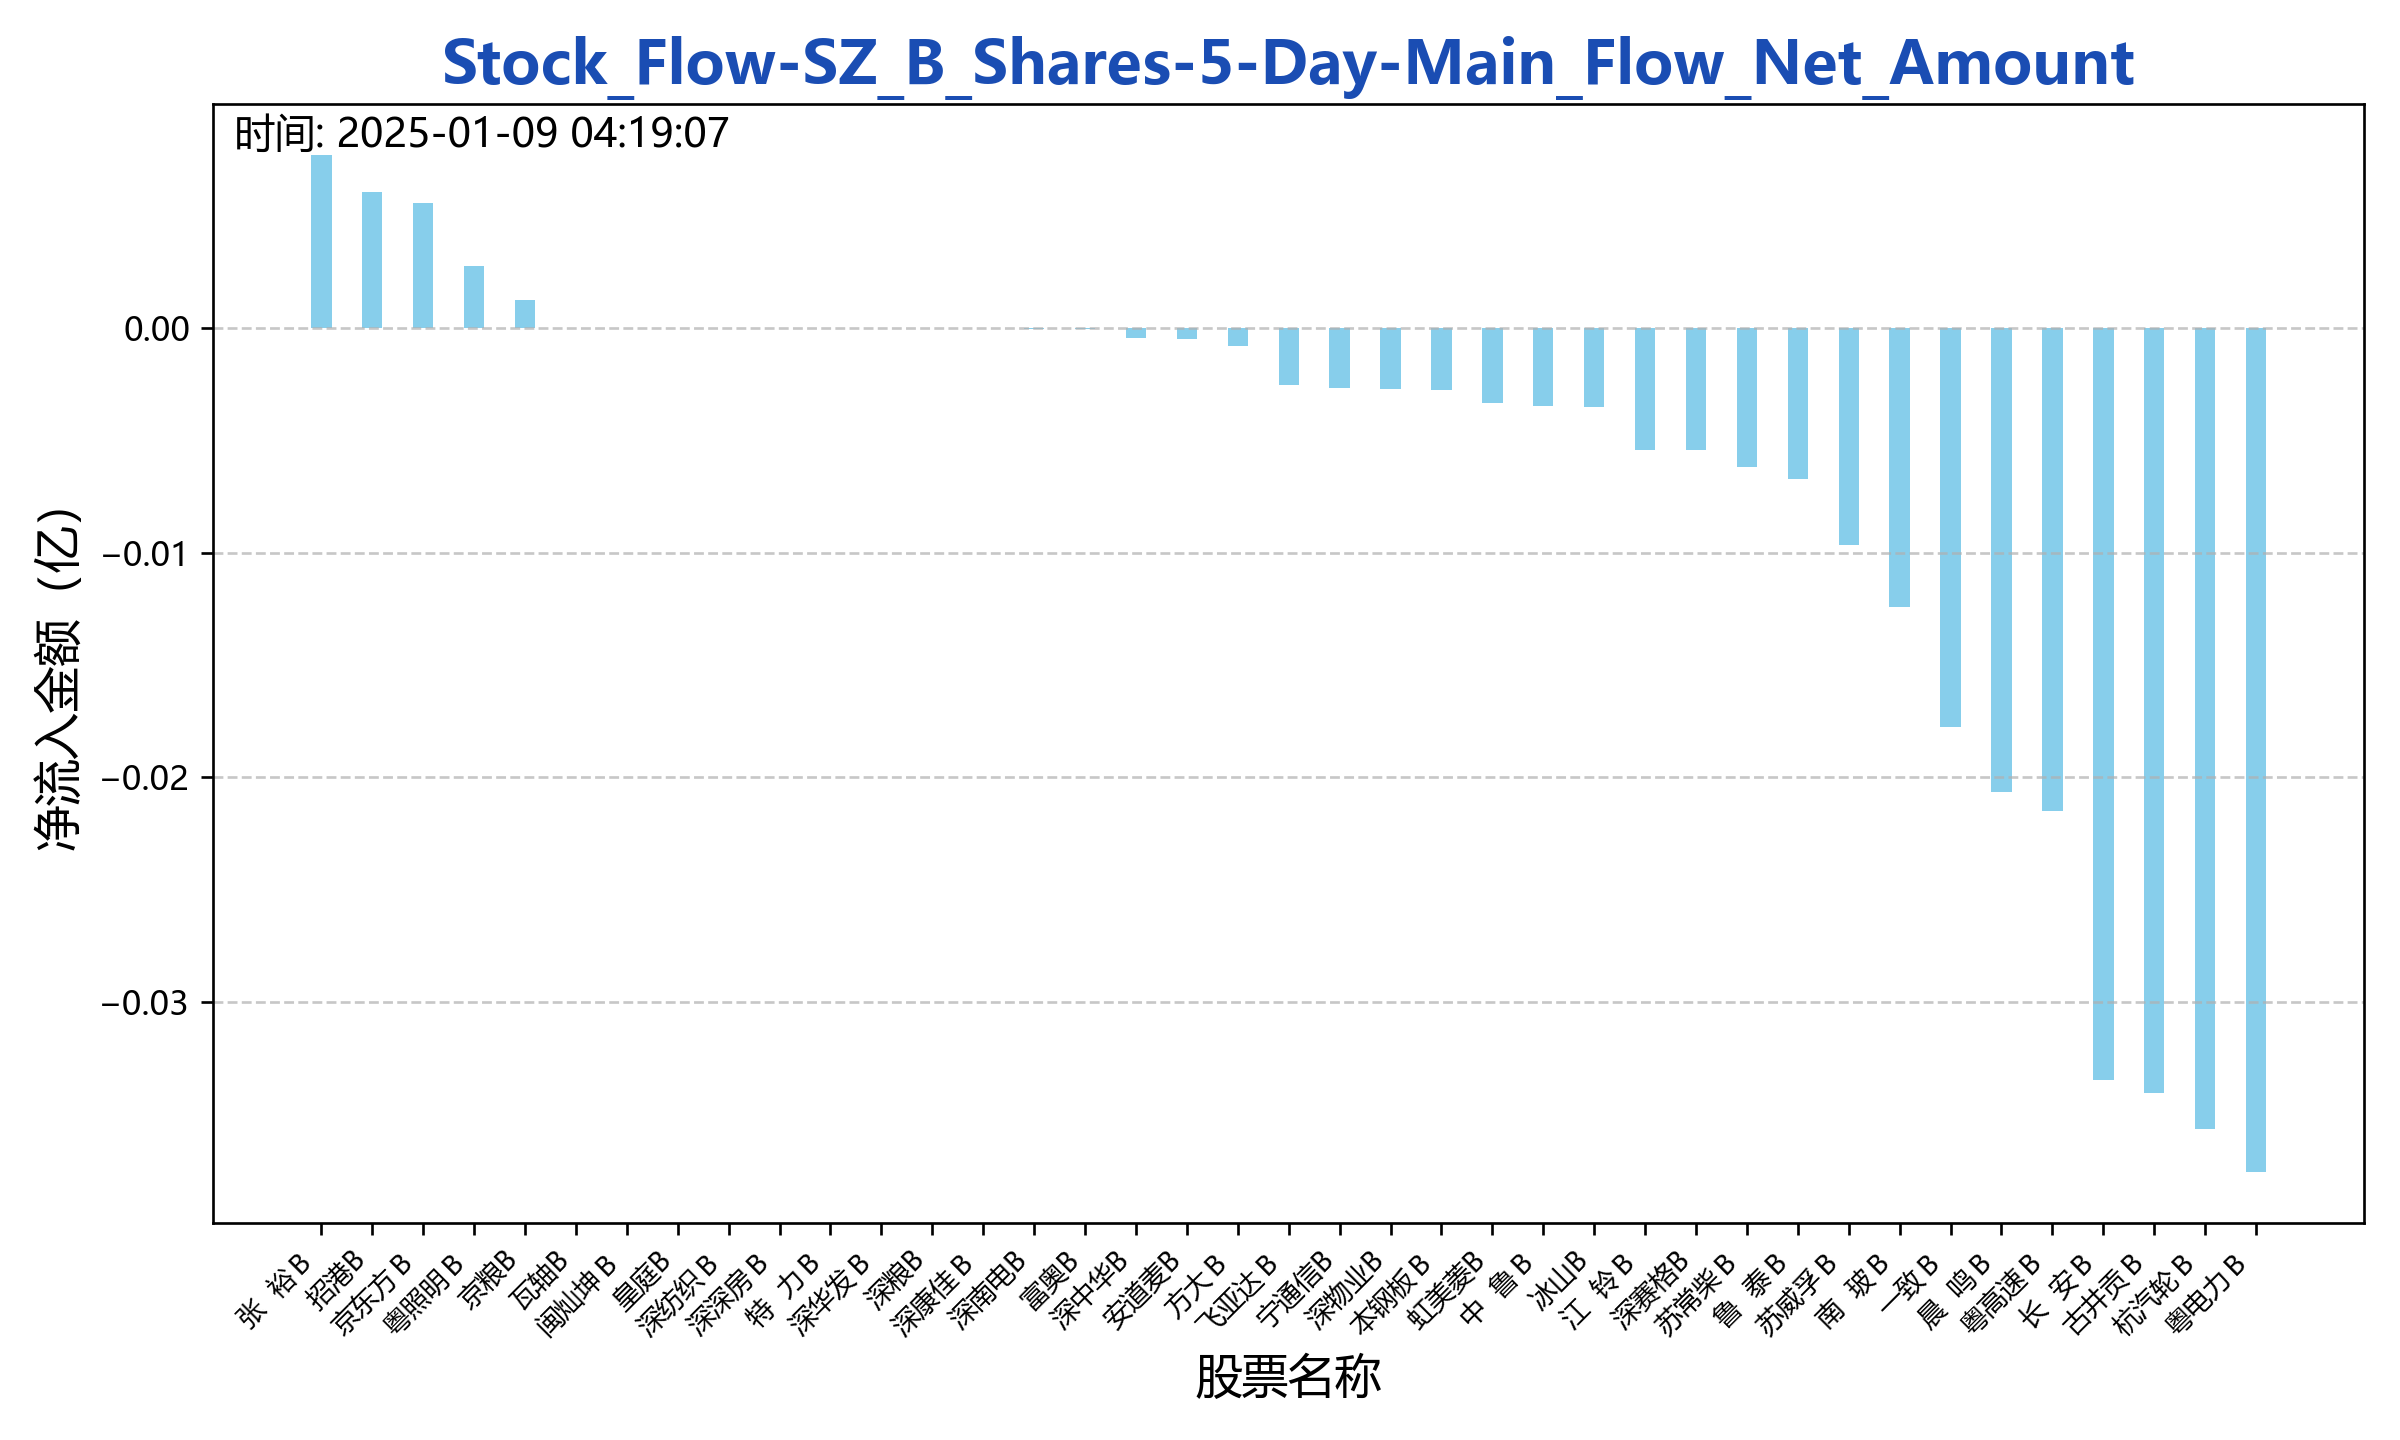 Stock_Flow-SZ_B_Shares-5-Day-Main_Flow_Net_Amount
时间: 2025-01-09 04:19:07
净流入金额（亿）
0.00
−0.01
−0.02
−0.03
张 裕Ｂ
招港B
京东方Ｂ
粤照明Ｂ
京粮B
瓦轴B
闽灿坤Ｂ
皇庭B
深纺织Ｂ
深深房Ｂ
特 力Ｂ
深华发Ｂ
深粮B
深康佳Ｂ
深南电B
富奥B
深中华B
安道麦B
方大Ｂ
飞亚达Ｂ
宁通信B
深物业B
本钢板Ｂ
虹美菱B
中 鲁Ｂ
冰山B
江 铃Ｂ
深赛格B
苏常柴Ｂ
鲁 泰Ｂ
苏威孚Ｂ
南 玻Ｂ
一致Ｂ
晨 鸣Ｂ
粤高速Ｂ
长 安Ｂ
古井贡Ｂ
杭汽轮Ｂ
粤电力Ｂ
股票名称